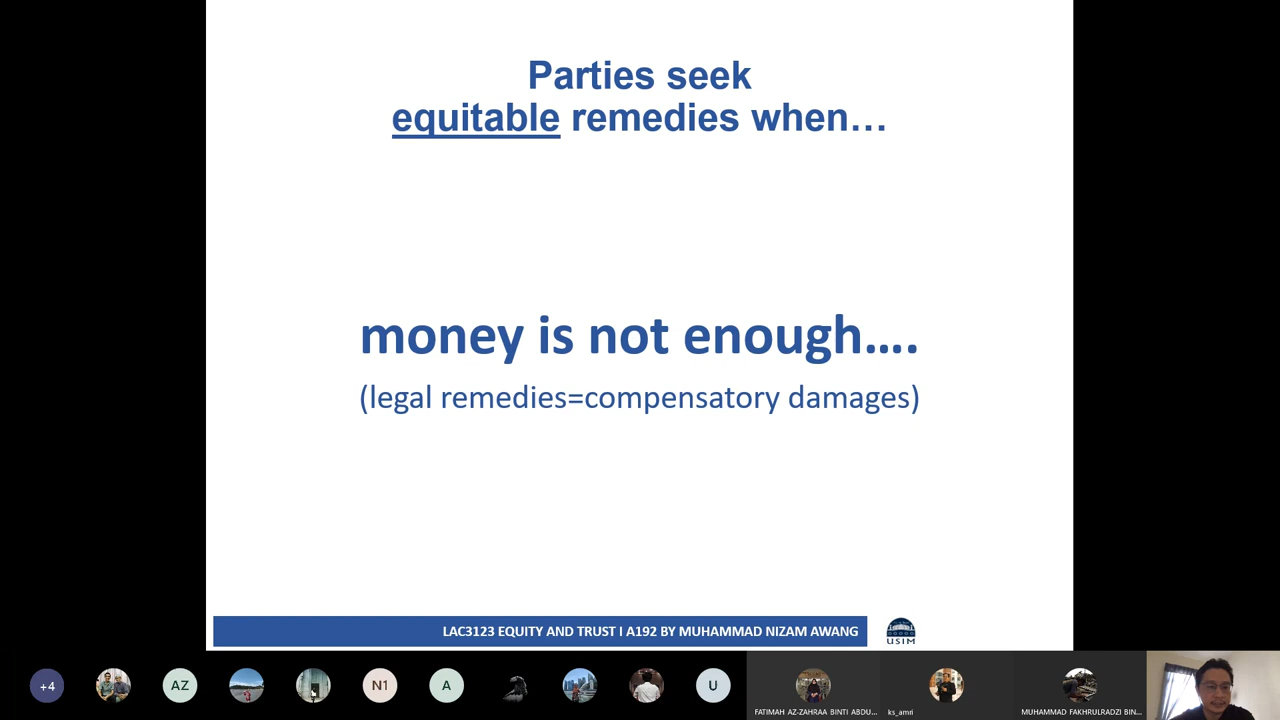 Parties seek
equitable remedies when…
money is not enough….
(legal remedies=compensatory damages)
LAC3123 EQUITY AND TRUST I A192 BY MUHAMMAD NIZAM AWANG
USIM
+4
AZ
N1
A
U
FATIMAH AZ-ZAHRAA BINTI ABDU...
ks_amri
MUHAMMAD FAKHRULRADZI BIN...